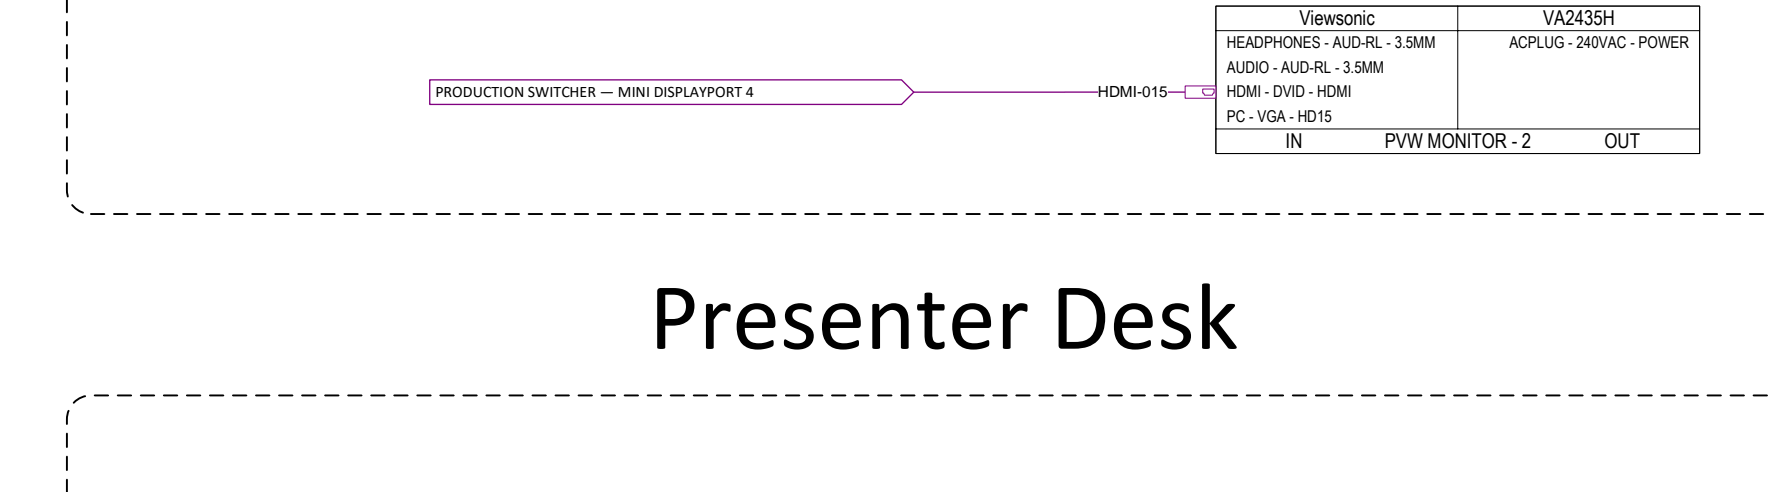 Viewsonic VA2435H
HEADPHONES - AUD-RL - 3.5MM ACPLUG - 240VAC - POWER
AUDIO - AUD-RL - 3.5MM
PRODUCTION SWITCHER — MINI DISPLAYPORT 4 HDMI-015 HDMI - DVID - HDMI
PC - VGA - HD15
IN PVW MONITOR - 2 OUT
Presenter Desk